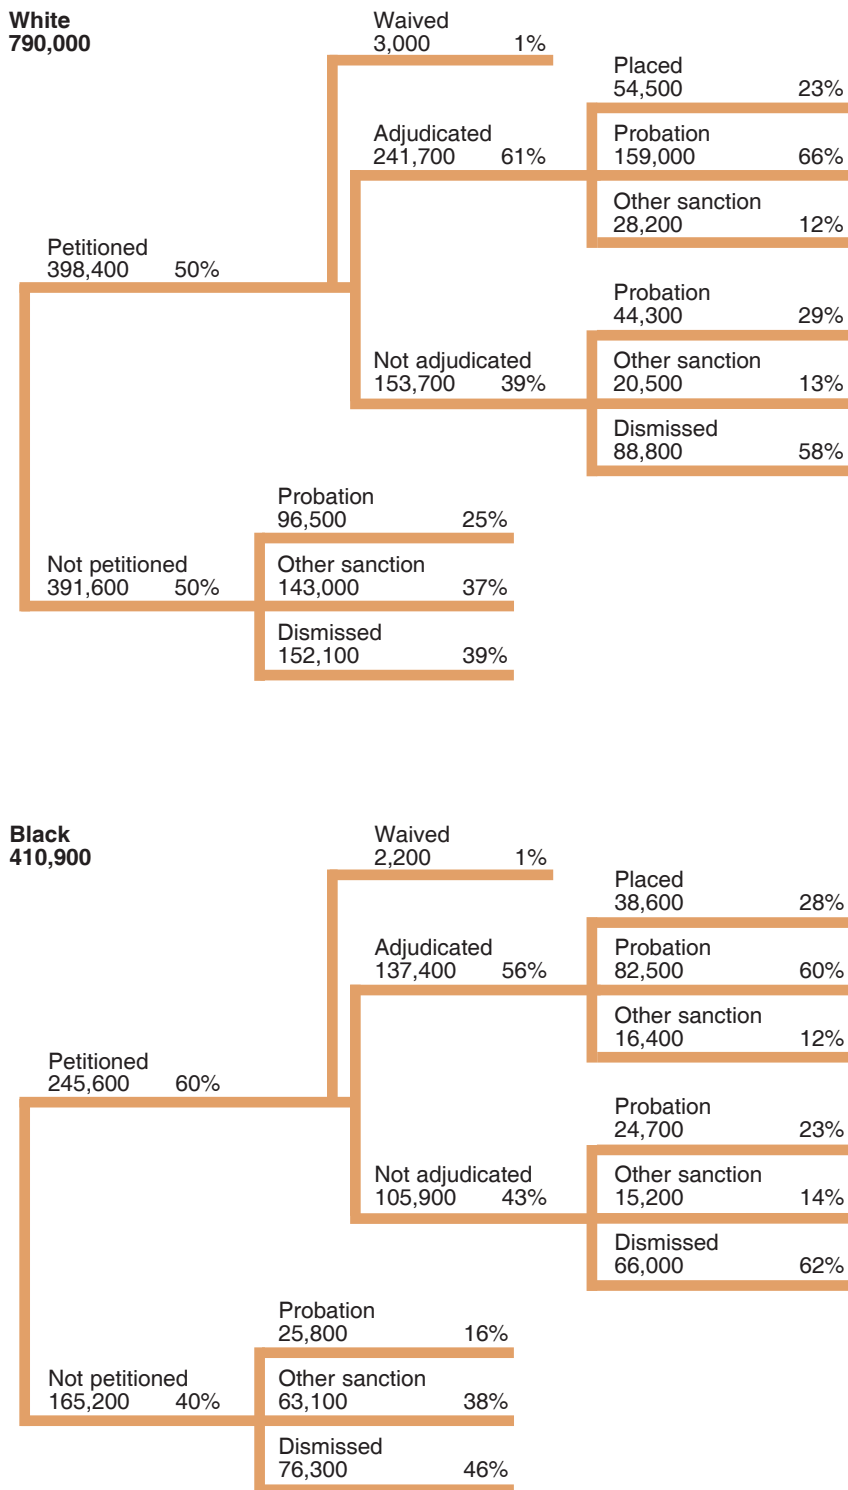 White
790,000
Waived
3,000 1%
Placed
54,500 23%
Adjudicated
241,700 61%
Probation
159,000 66%
Other sanction
28,200 12%
Petitioned
398,400 50%
Probation
44,300 29%
Not adjudicated
153,700 39%
Other sanction
20,500 13%
Dismissed
88,800 58%
Probation
96,500 25%
Not petitioned
391,600 50%
Other sanction
143,000 37%
Dismissed
152,100 39%
Black
410,900
Waived
2,200 1%
Placed
38,600 28%
Adjudicated
137,400 56%
Probation
82,500 60%
Other sanction
16,400 12%
Petitioned
245,600 60%
Probation
24,700 23%
Not adjudicated
105,900 43%
Other sanction
15,200 14%
Dismissed
66,000 62%
Probation
25,800 16%
Not petitioned
165,200 40%
Other sanction
63,100 38%
Dismissed
76,300 46%